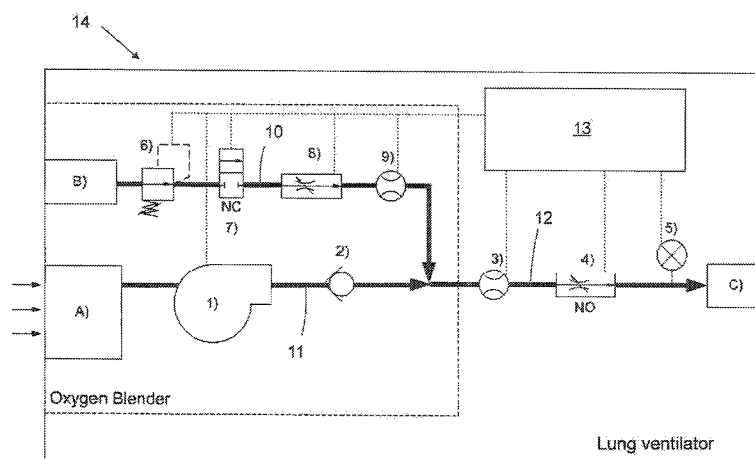 14
6)
10
8)
9)
13
B)
NC
7)
2)
3)
12
4)
5)
A)
1)
C)
NO
11
Oxygen Blender
Lung ventilator